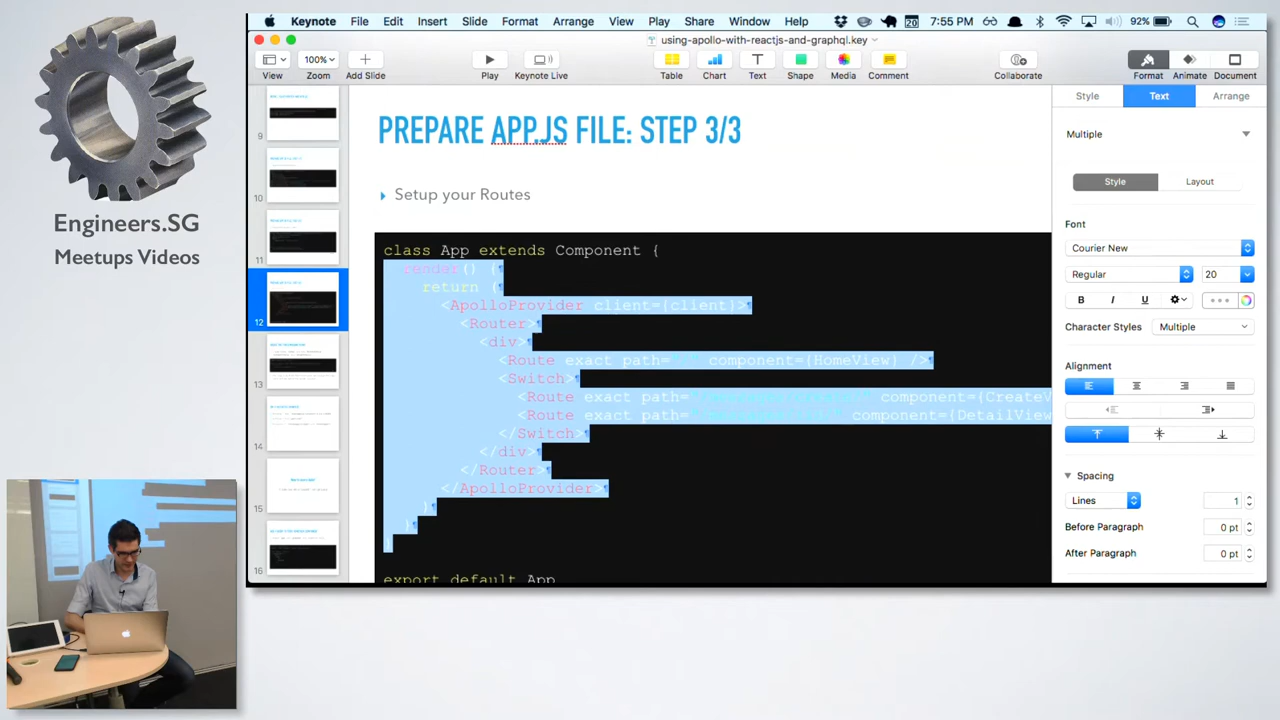 Keynote File Edit Insert Slide Format Arrange View Play Share Window Help 20 7:55 PM 92%
using-apollo-with-reactjs-and-graphql.key
100%
View Zoom Add Slide Play Keynote Live Table Chart Text Shape Media Comment Collaborate Format Animate Document
9
10
11
12
13
14
15
16
PREPARE APP.JS FILE: STEP 3/3
Setup your Routes
class App extends Component {
render() {
return (
<ApolloProvider client={client}>
<Router>
<div>
<Route exact path="/" component={HomeView} />
<Switch>
<Route exact path= component={CreateV
<Route exact path= component={DetailView
</Switch>
</div>
</Router>
</ApolloProvider>
)
}
}
export default App
Style Text Arrange
Multiple
Style Layout
Font
Courier New
Regular 20
B I U
Character Styles Multiple
Alignment
Spacing
Lines 1
Before Paragraph 0 pt
After Paragraph 0 pt
Engineers.SG
Meetups Videos